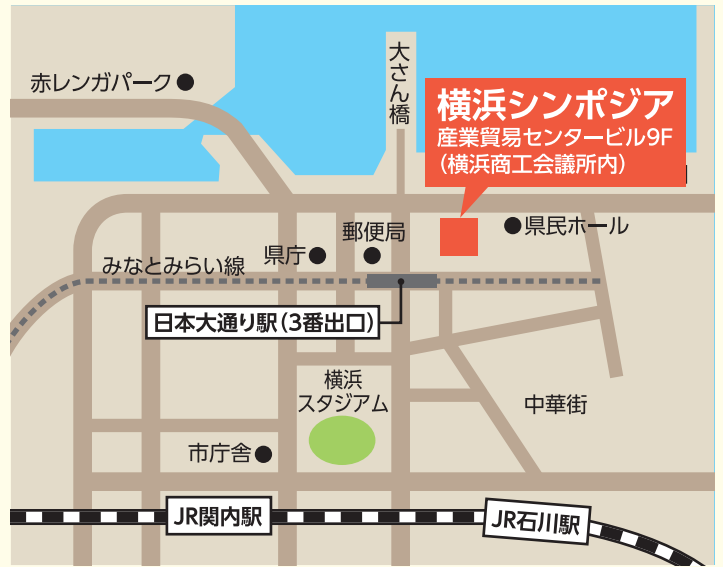 大さん橋
赤レンガパーク
横浜シンポジア
産業貿易センタービル9F
（横浜商工会議所内）
県民ホール
郵便局
県庁
みなとみらい線
日本大通り駅（3番出口）
横浜
スタジアム
中華街
市庁舎
JR関内駅
JR石川駅